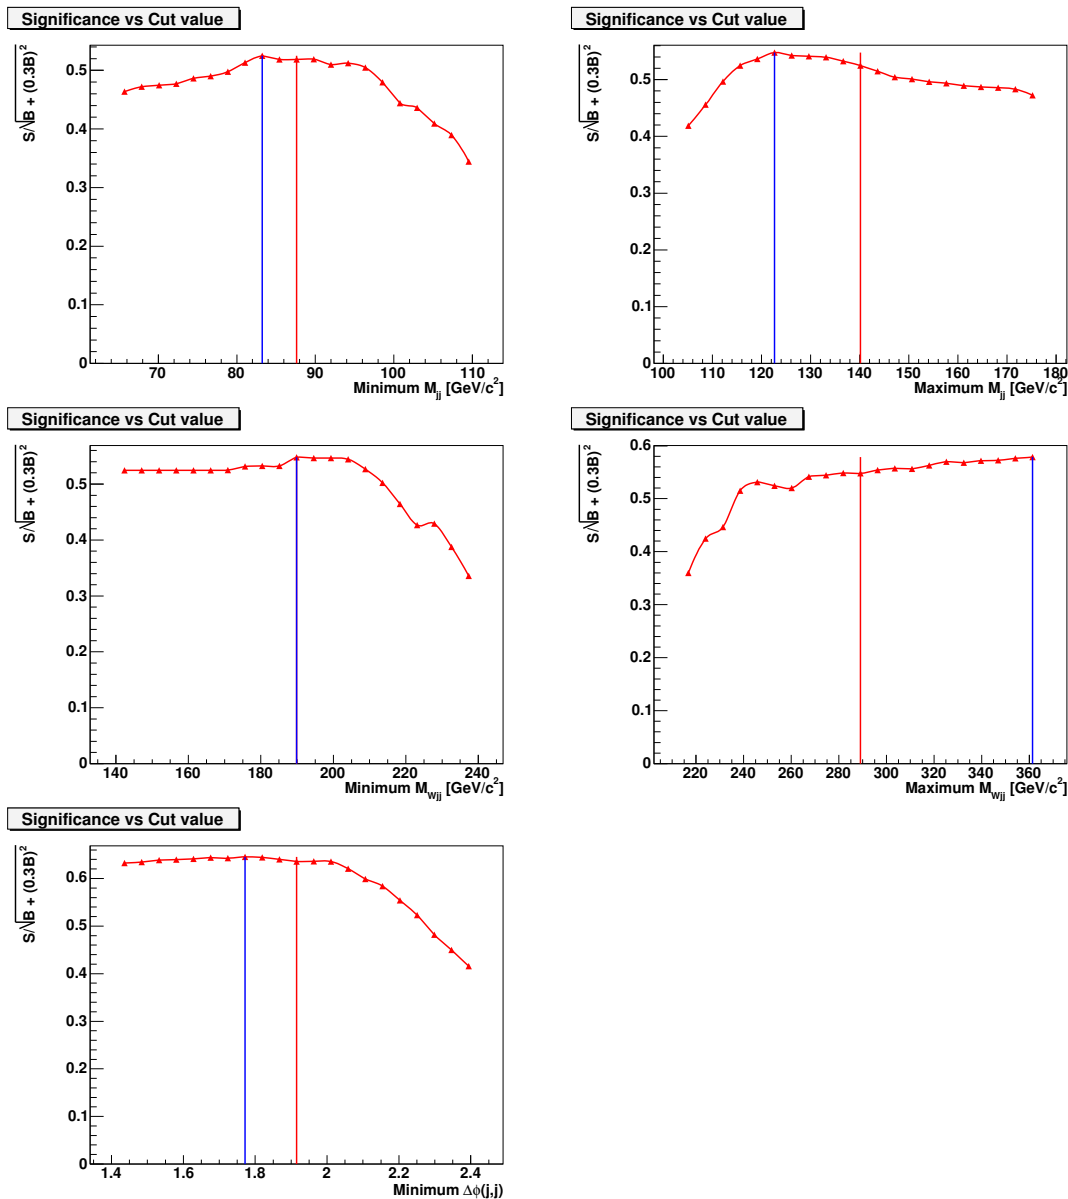 Significance vs Cut value
S/√B + (0.3B)²
0.5
0.4
0.3
0.2
0.1
0
70 80 90 100 110
Minimum M_jj [GeV/c²]
Significance vs Cut value
S/√B + (0.3B)²
0.5
0.4
0.3
0.2
0.1
0
100 110 120 130 140 150 160 170 180
Maximum M_jj [GeV/c²]
Significance vs Cut value
S/√B + (0.3B)²
0.5
0.4
0.3
0.2
0.1
0
140 160 180 200 220 240
Minimum M_Wjj [GeV/c²]
Significance vs Cut value
S/√B + (0.3B)²
0.6
0.5
0.4
0.3
0.2
0.1
0
220 240 260 280 300 320 340 360
Maximum M_Wjj [GeV/c²]
Significance vs Cut value
S/√B + (0.3B)²
0.6
0.5
0.4
0.3
0.2
0.1
0
1.4 1.6 1.8 2 2.2 2.4
Minimum Δϕ(j,j)